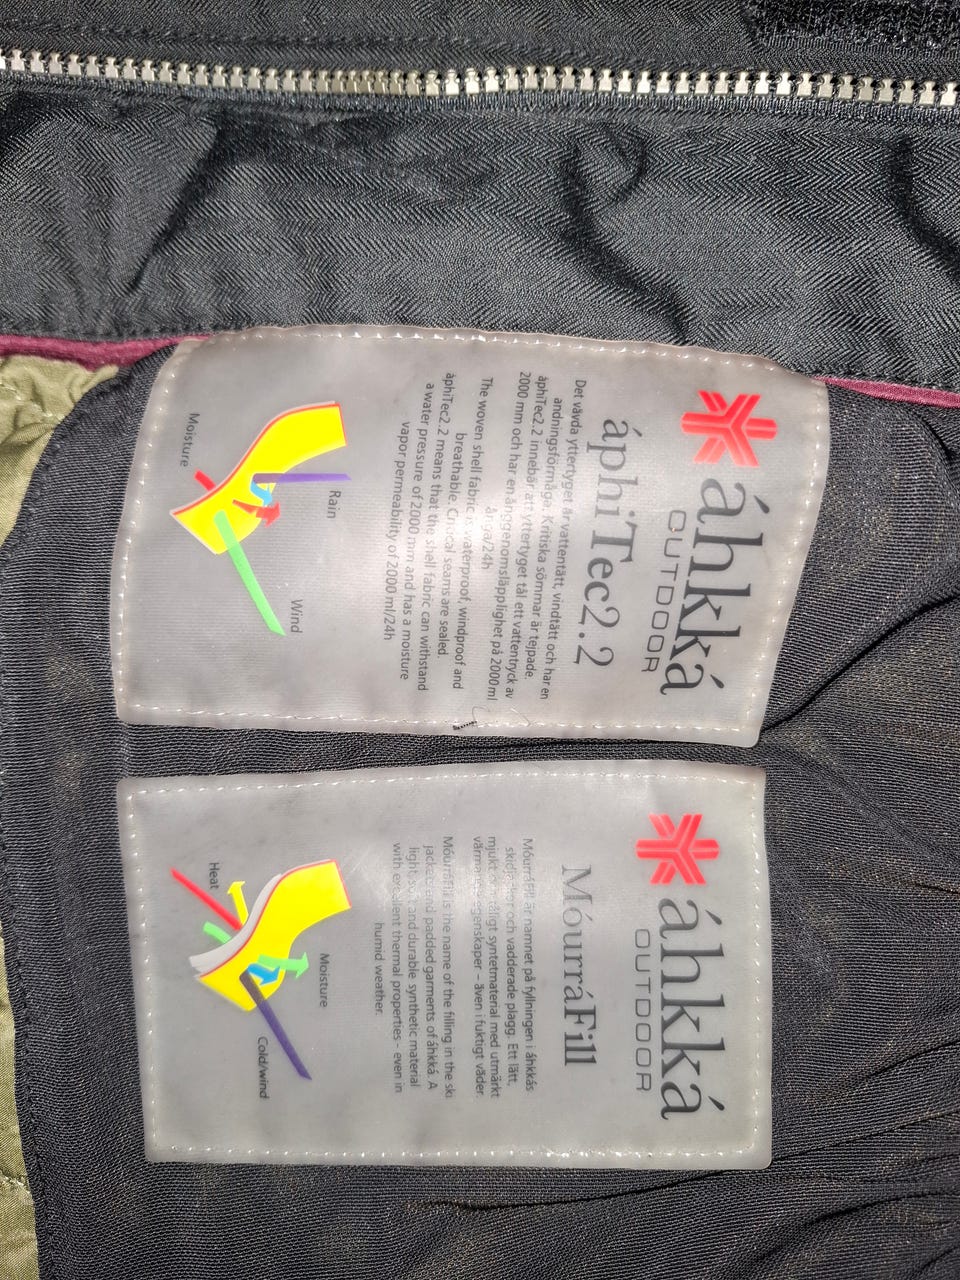 áhkká
OUTDOOR
áphiTec2.2
Det vävda yttertyget är vattentätt, vindtätt och har en
andningsförmåga. Kritiska sömmar är tejpade.
áphiTec2.2 innebär att yttertyget tål ett vattentryck av
2000 mm och har en ånggenomsläpplighet på 2000ml
ånga/24h
The woven shell fabric is waterproof, windproof and
breathable. Critical seams are sealed.
áphiTec2.2 means that the shell fabric can withstand
a water pressure of 2000 mm and has a moisture
vapor permeability of 2000 ml/24h
Rain
Wind
Moisture
áhkká
OUTDOOR
MóurráFill
MóurráFill är namnet på fyllningen i áhkkás
skidjackor och vadderade plagg. Ett lätt,
mjukt och tåligt syntetmaterial med utmärkt
värmande egenskaper - även i fuktigt väder.
MóurráFill is the name of the filling in the ski
jackets and padded garments of áhkká. A
light, soft and durable synthetic material
with excellent thermal properties - even in
humid weather.
Moisture
Cold/wind
Heat